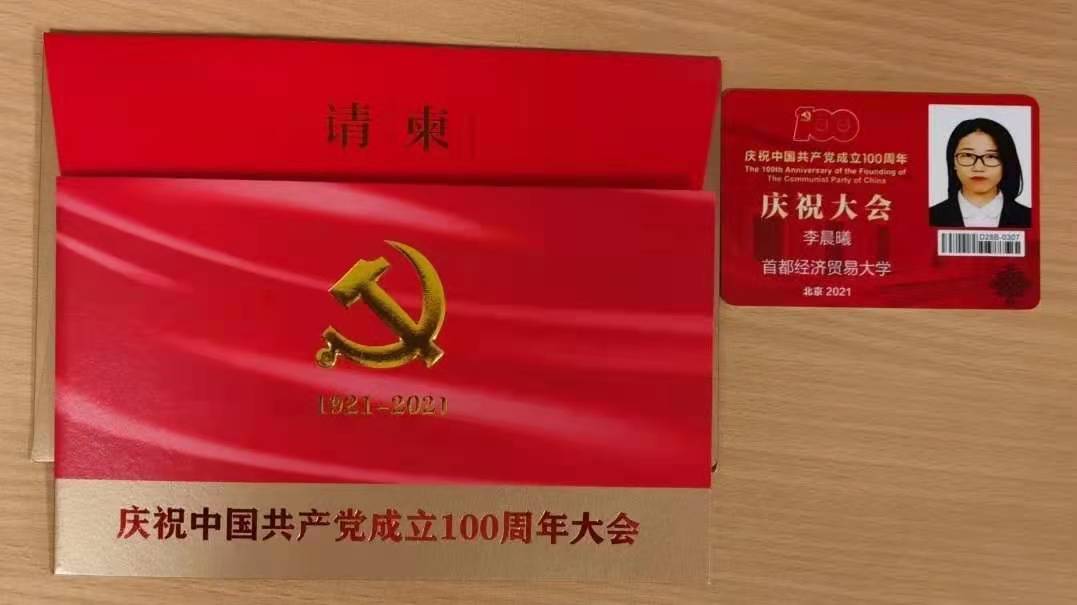 请柬
1921-2021
庆祝中国共产党成立100周年大会
100
庆祝中国共产党成立100周年
The 100th Anniversary of the Founding of
The Communist Party of China
庆祝大会
李晨曦
首都经济贸易大学
北京 2021
D28B-0307